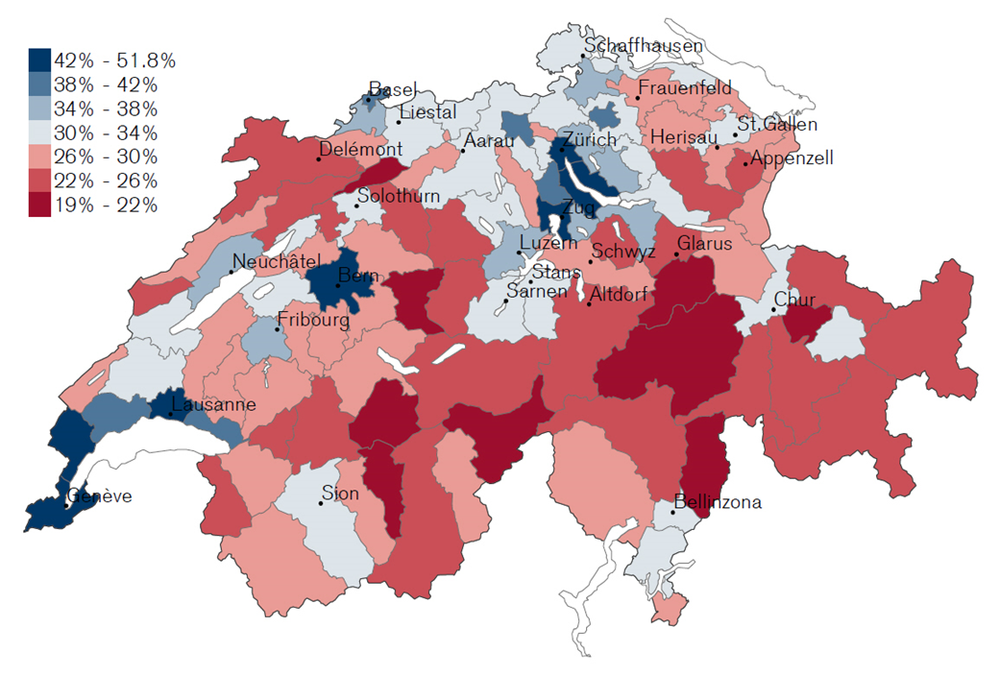 42% - 51.8%
38% - 42%
34% - 38%
30% - 34%
26% - 30%
22% - 26%
19% - 22%
Schaffhausen
Basel
Frauenfeld
Liestal
St.Gallen
Aarau
Zürich
Herisau
Delémont
Appenzell
Solothurn
Zug
Luzern
Schwyz
Glarus
Neuchâtel
Bern
Stans
Sarnen
Altdorf
Chur
Fribourg
Lausanne
Genève
Sion
Bellinzona